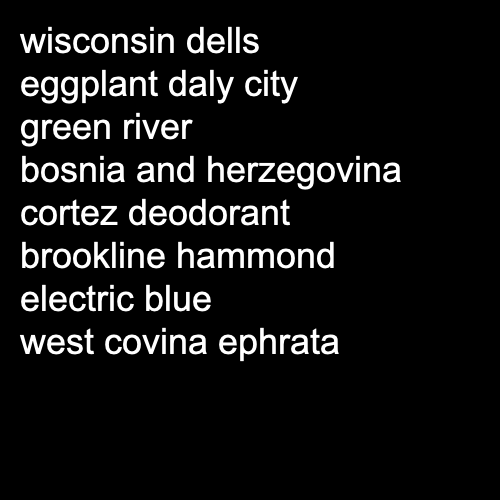 wisconsin dells
eggplant daly city
green river
bosnia and herzegovina
cortez deodorant
brookline hammond
electric blue
west covina ephrata